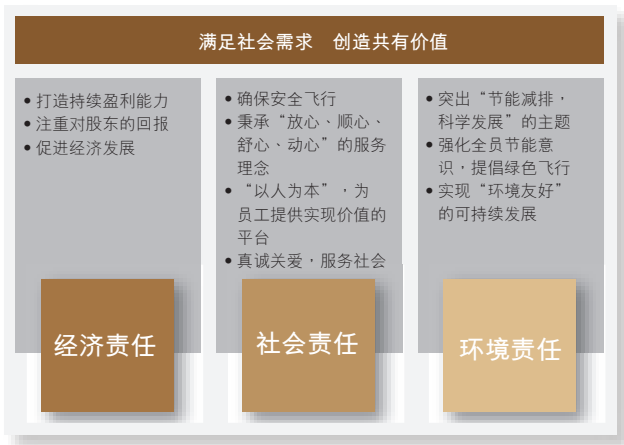 满足社会需求　创造共有价值
• 打造持续盈利能力
• 注重对股东的回报
• 促进经济发展
经济责任
• 确保安全飞行
• 秉承“放心、顺心、
舒心、动心”的服务
理念
• “以人为本”，为
员工提供实现价值的
平台
• 真诚关爱，服务社会
社会责任
• 突出“节能减排，
科学发展”的主题
• 强化全员节能意
识，提倡绿色飞行
• 实现“环境友好”
的可持续发展
环境责任